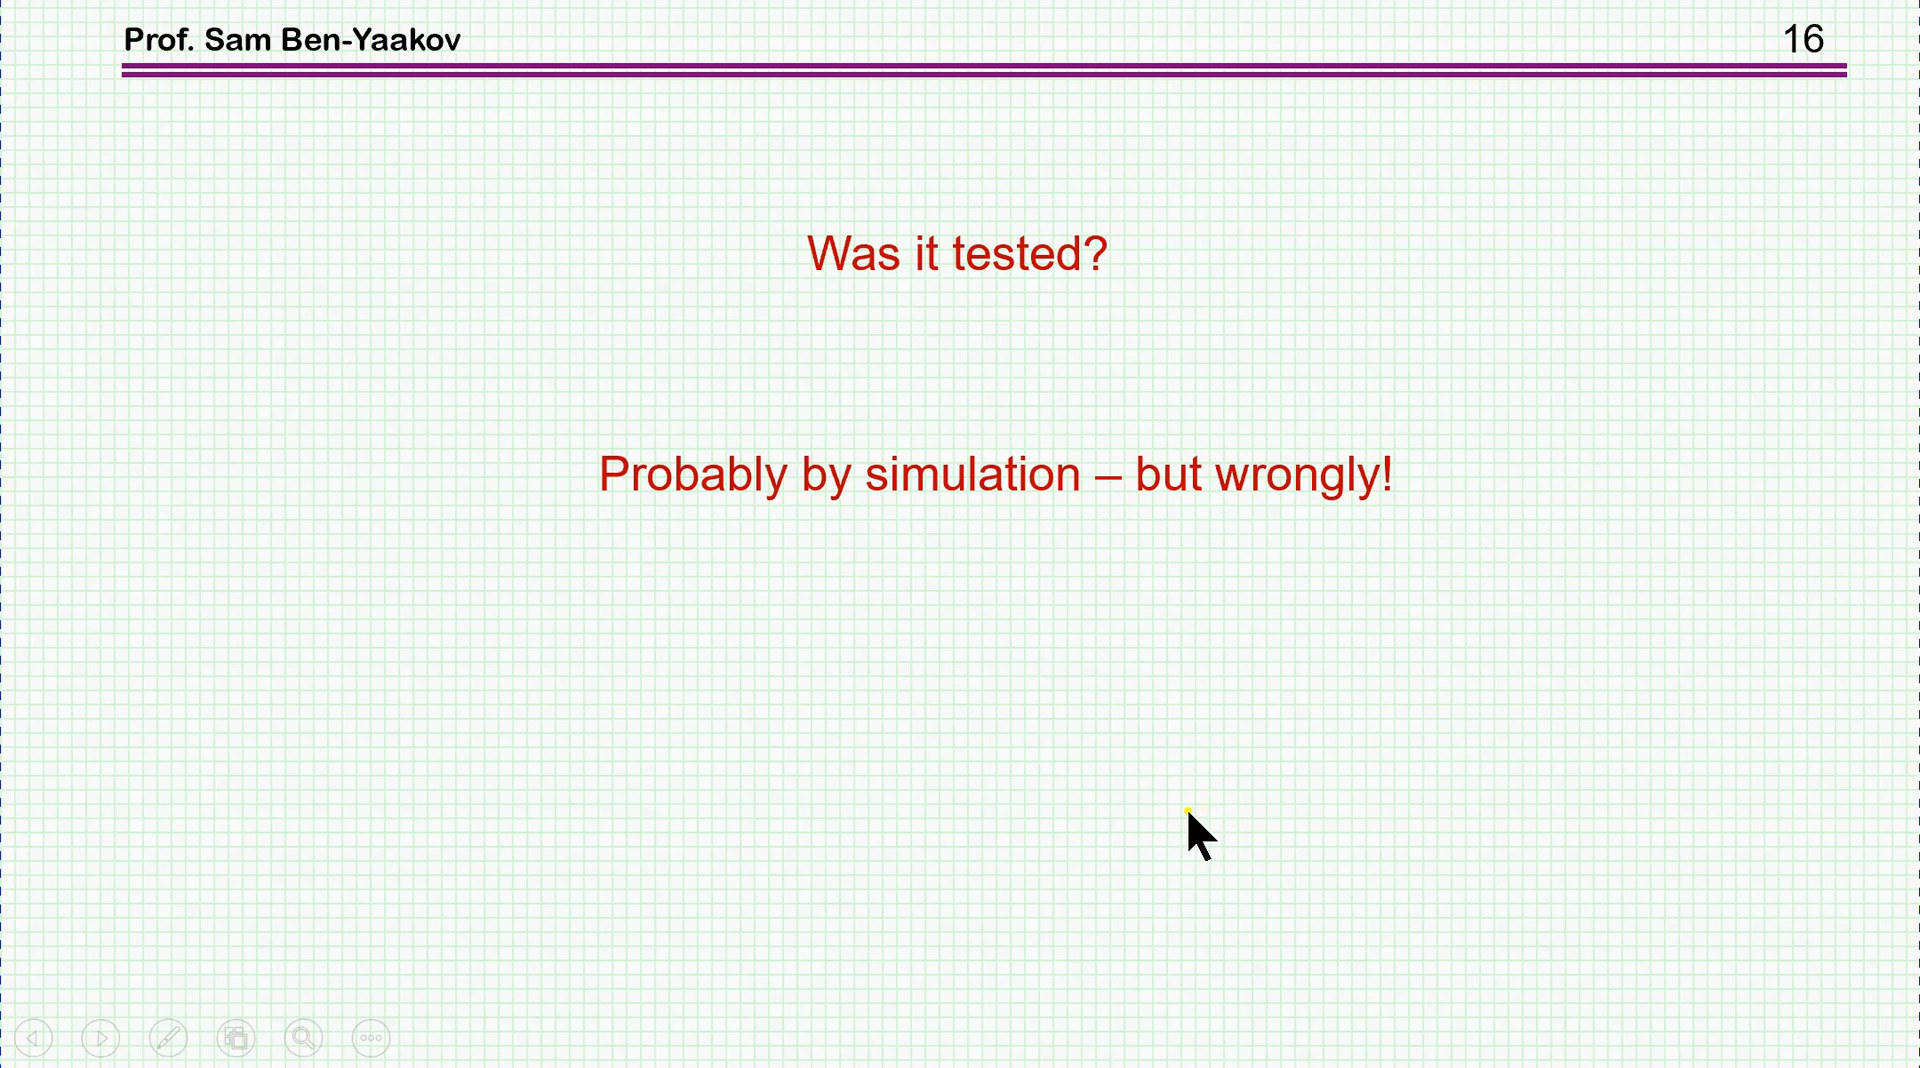 Prof. Sam Ben-Yaakov
16
Was it tested?
Probably by simulation – but wrongly!